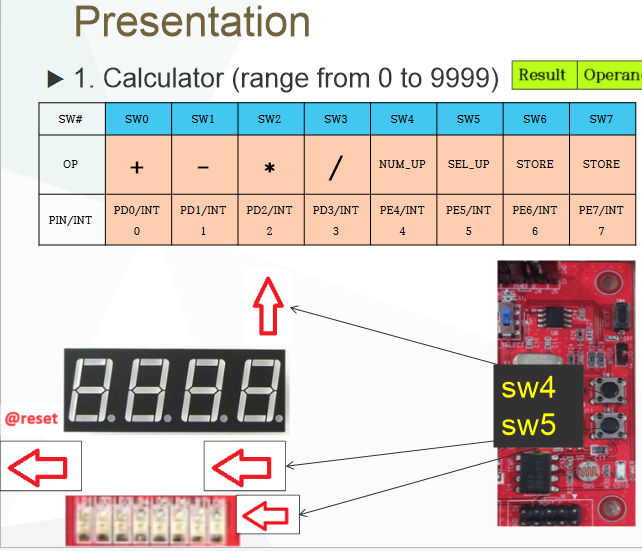 Presentation
1. Calculator (range from 0 to 9999)
Result Operan
SW# SW0 SW1 SW2 SW3 SW4 SW5 SW6 SW7
OP + - * / NUM_UP SEL_UP STORE STORE
PIN/INT PD0/INT 0 PD1/INT 1 PD2/INT 2 PD3/INT 3 PE4/INT 4 PE5/INT 5 PE6/INT 6 PE7/INT 7
sw4
sw5
@reset